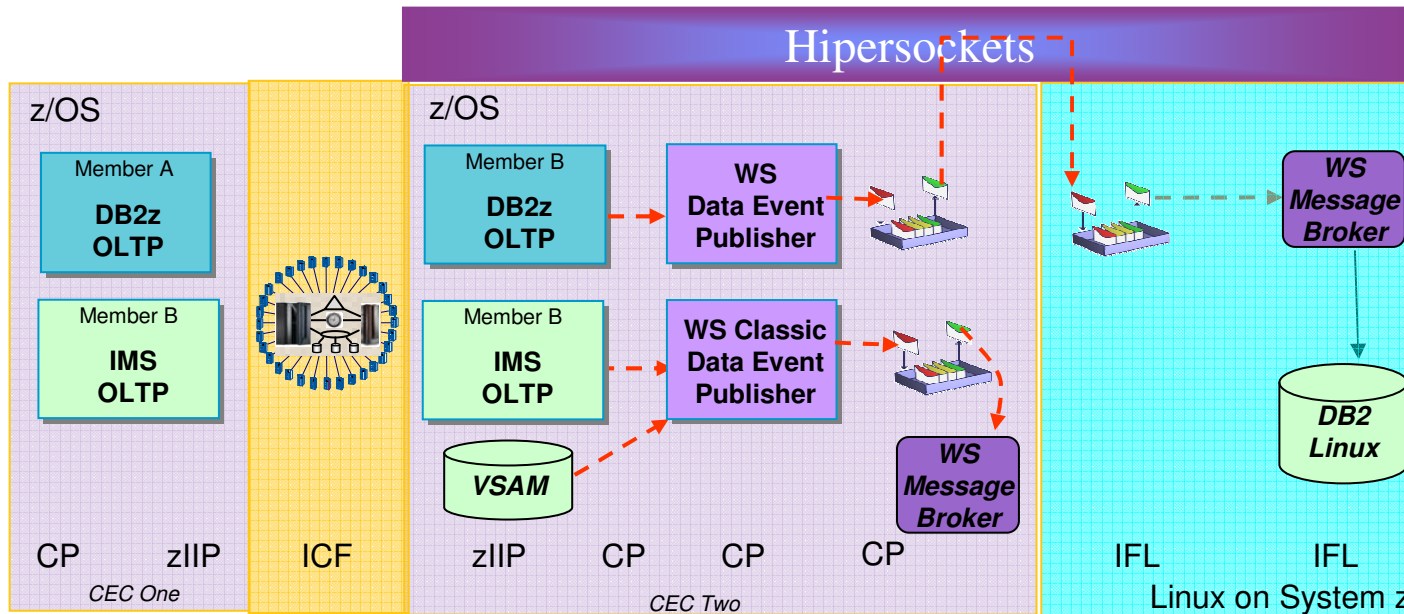 Hipersockets
z/OS
Member A
DB2z
OLTP
Member B
IMS
OLTP
CP
zIIP
CEC One
ICF
z/OS
Member B
DB2z
OLTP
WS
Data Event
Publisher
Member B
IMS
OLTP
WS Classic
Data Event
Publisher
VSAM
WS
Message
Broker
zIIP
CP
CP
CP
CEC Two
WS
Message
Broker
DB2
Linux
IFL
IFL
Linux on System z